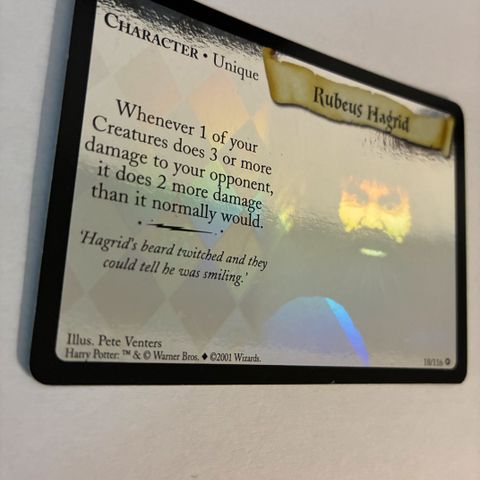 CHARACTER • Unique
Rubeus Hagrid
Whenever 1 of your
Creatures does 3 or more
damage to your opponent,
it does 2 more damage
than it normally would.
'Hagrid's beard twitched and they
could tell he was smiling.'
Illus. Pete Venters
Harry Potter: ™ & © Warner Bros. ♦ ©2001 Wizards.
18/116 ✪